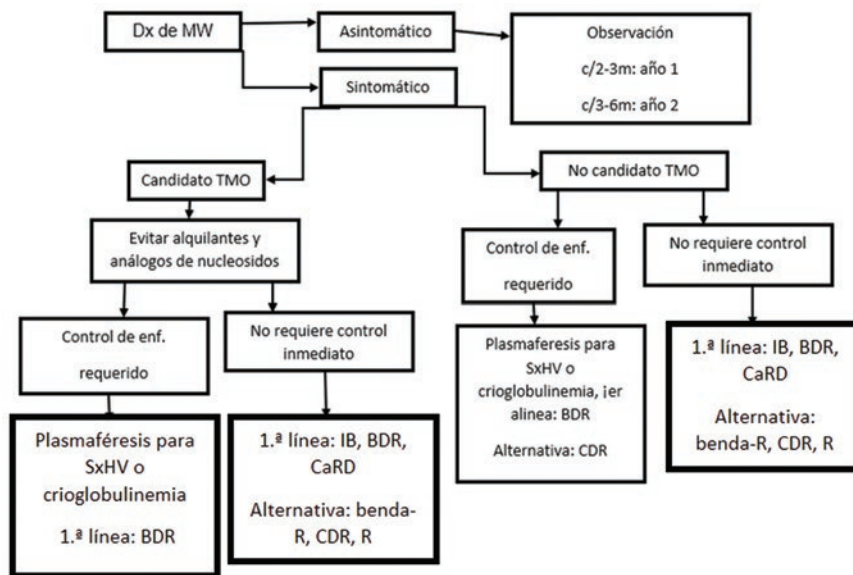 Dx de MW
Asintomático
Observación
c/2-3m: año 1
c/3-6m: año 2
Sintomático
Candidato TMO
No candidato TMO
Evitar alquilantes y
análogos de nucleosidos
Control de enf.
requerido
No requiere control
inmediato
Control de enf.
requerido
No requiere control
inmediato
Plasmaféresis para
SxHV o
crioglobulinemia
1.ª línea: BDR
1.ª línea: IB, BDR,
CaRD
Alternativa: benda-
R, CDR, R
Plasmaferesis para
SxHV o
crioglobulinemia, ¡er
alinea: BDR
Alternativa: CDR
1.ª línea: IB, BDR,
CaRD
Alternativa:
benda-R, CDR, R